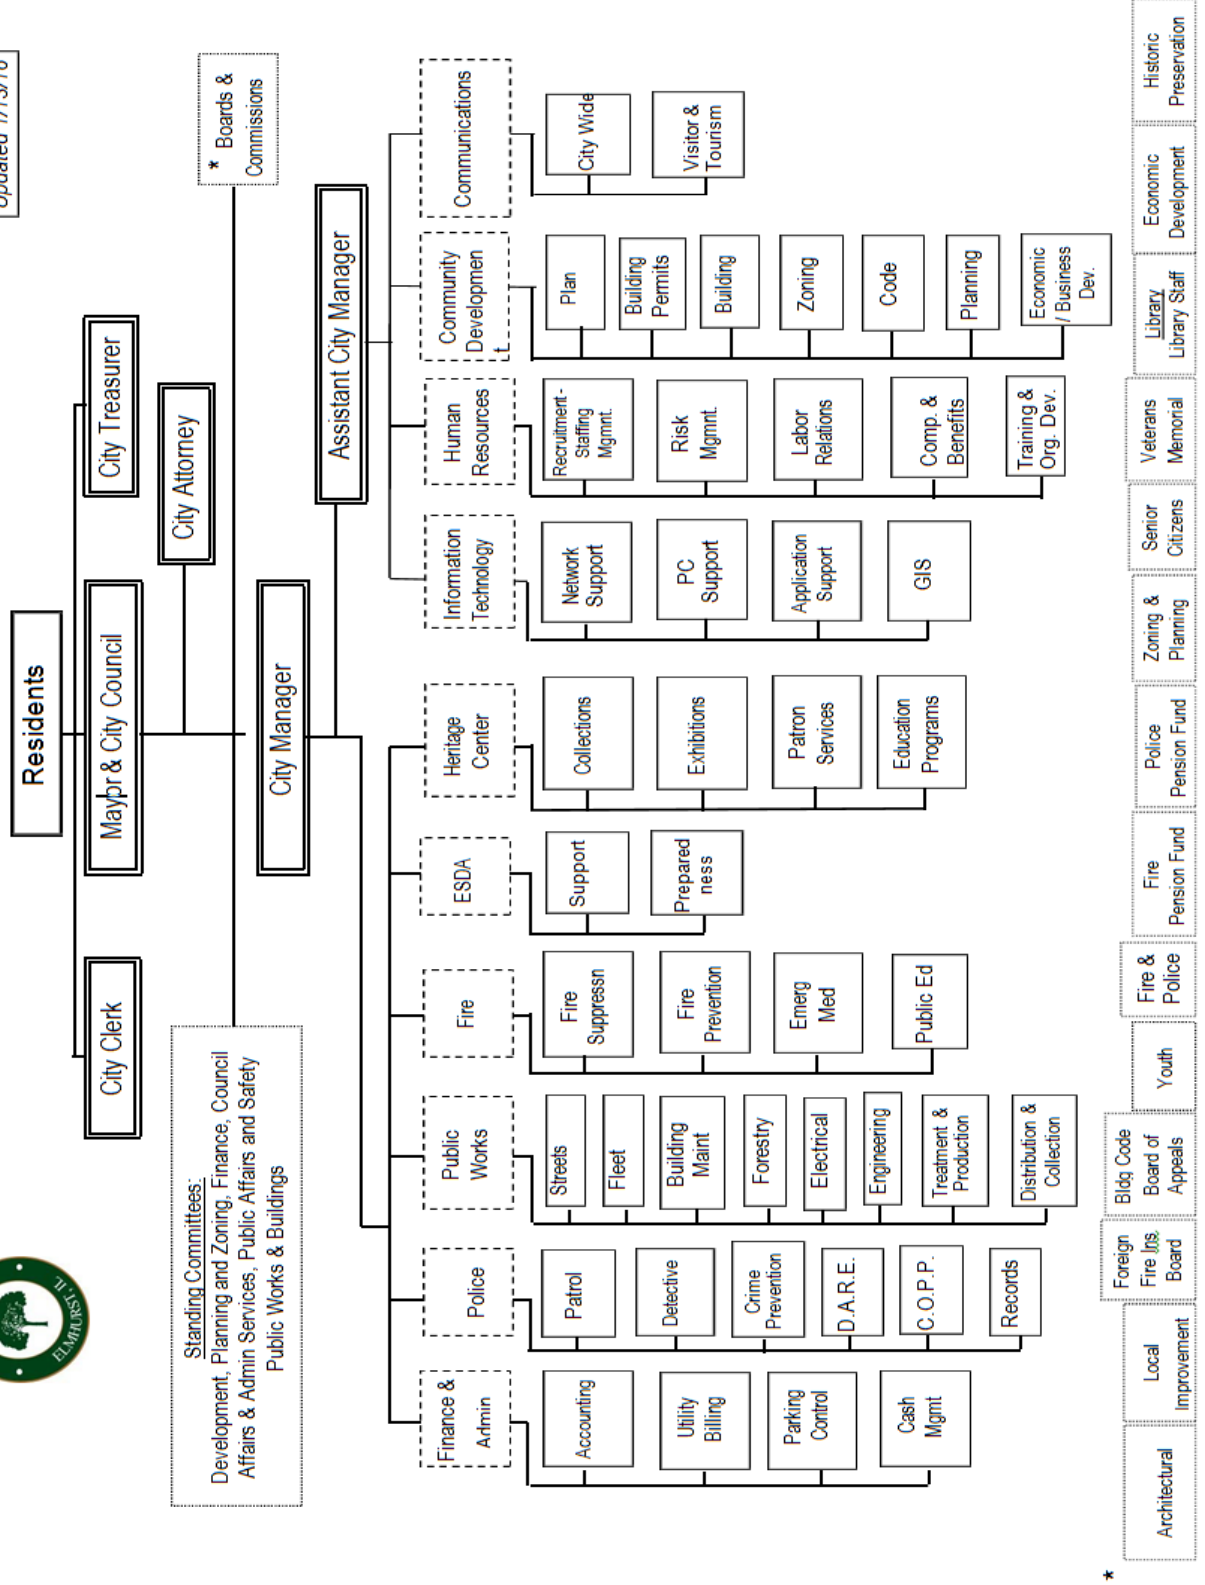 Updated 1/13/16
ELMHURST, IL
Residents
City Clerk
Mayor & City Council
City Treasurer
City Attorney
Standing Committees:
Development, Planning and Zoning, Finance, Council
Affairs & Admin Services, Public Affairs and Safety
Public Works & Buildings
* Boards &
Commissions
City Manager
Assistant City Manager
Finance &
Admin
Accounting
Utility
Billing
Parking
Control
Cash
Mgmt
Police
Patrol
Detective
Crime
Prevention
D.A.R.E.
C.O.P.P.
Records
Public
Works
Streets
Fleet
Building
Maint
Forestry
Electrical
Engineering
Treatment &
Production
Distribution &
Collection
Fire
Fire
Suppressn
Fire
Prevention
Emerg
Med
Public Ed
ESDA
Support
Prepared
ness
Heritage
Center
Collections
Exhibitions
Patron
Services
Education
Programs
Information
Technology
Network
Support
PC
Support
Application
Support
GIS
Human
Resources
Recruitment-
Staffing
Mgmnt.
Risk
Mgmnt.
Labor
Relations
Comp. &
Benefits
Training &
Org. Dev.
Community
Developmen
t
Plan
Building
Permits
Building
Zoning
Code
Planning
Economic
/ Business
Dev.
Communications
City Wide
Visitor &
Tourism
*
Architectural
Local
Improvement
Foreign
Fire Ins.
Board
Bldg Code
Board of
Appeals
Youth
Fire &
Police
Fire
Pension Fund
Police
Pension Fund
Zoning &
Planning
Senior
Citizens
Veterans
Memorial
Library
Library Staff
Economic
Development
Historic
Preservation